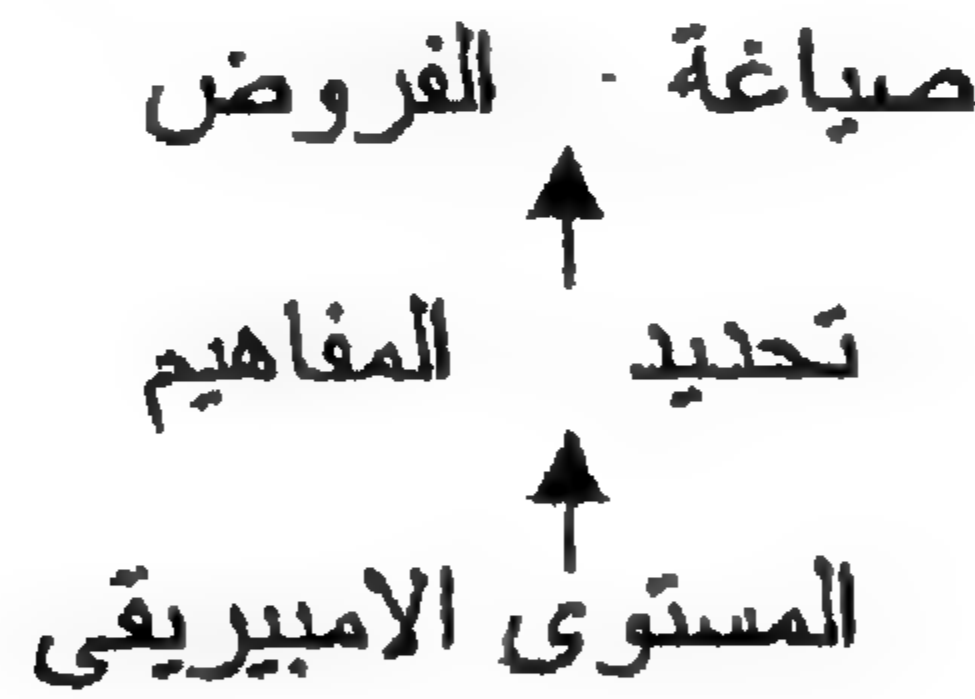 صياغة - الفروض
تحديد المفاهيم
المستوى الامبيريقى